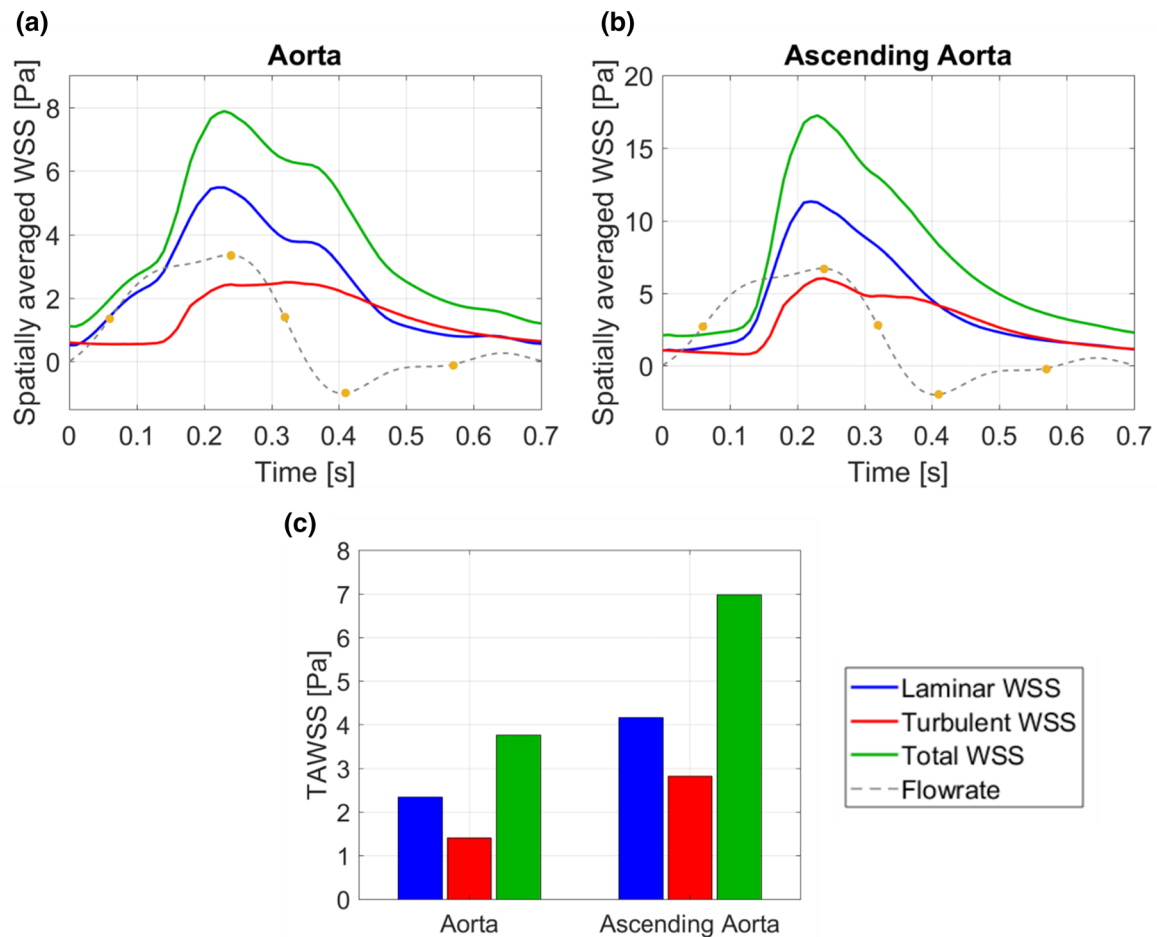 (a)
Aorta
Spatially averaged WSS [Pa]
8
6
4
2
0
0 0.1 0.2 0.3 0.4 0.5 0.6 0.7
Time [s]
(b)
Ascending Aorta
Spatially averaged WSS [Pa]
20
15
10
5
0
0 0.1 0.2 0.3 0.4 0.5 0.6 0.7
Time [s]
(c)
TAWSS [Pa]
8
7
6
5
4
3
2
1
0
Aorta Ascending Aorta
Laminar WSS
Turbulent WSS
Total WSS
Flowrate